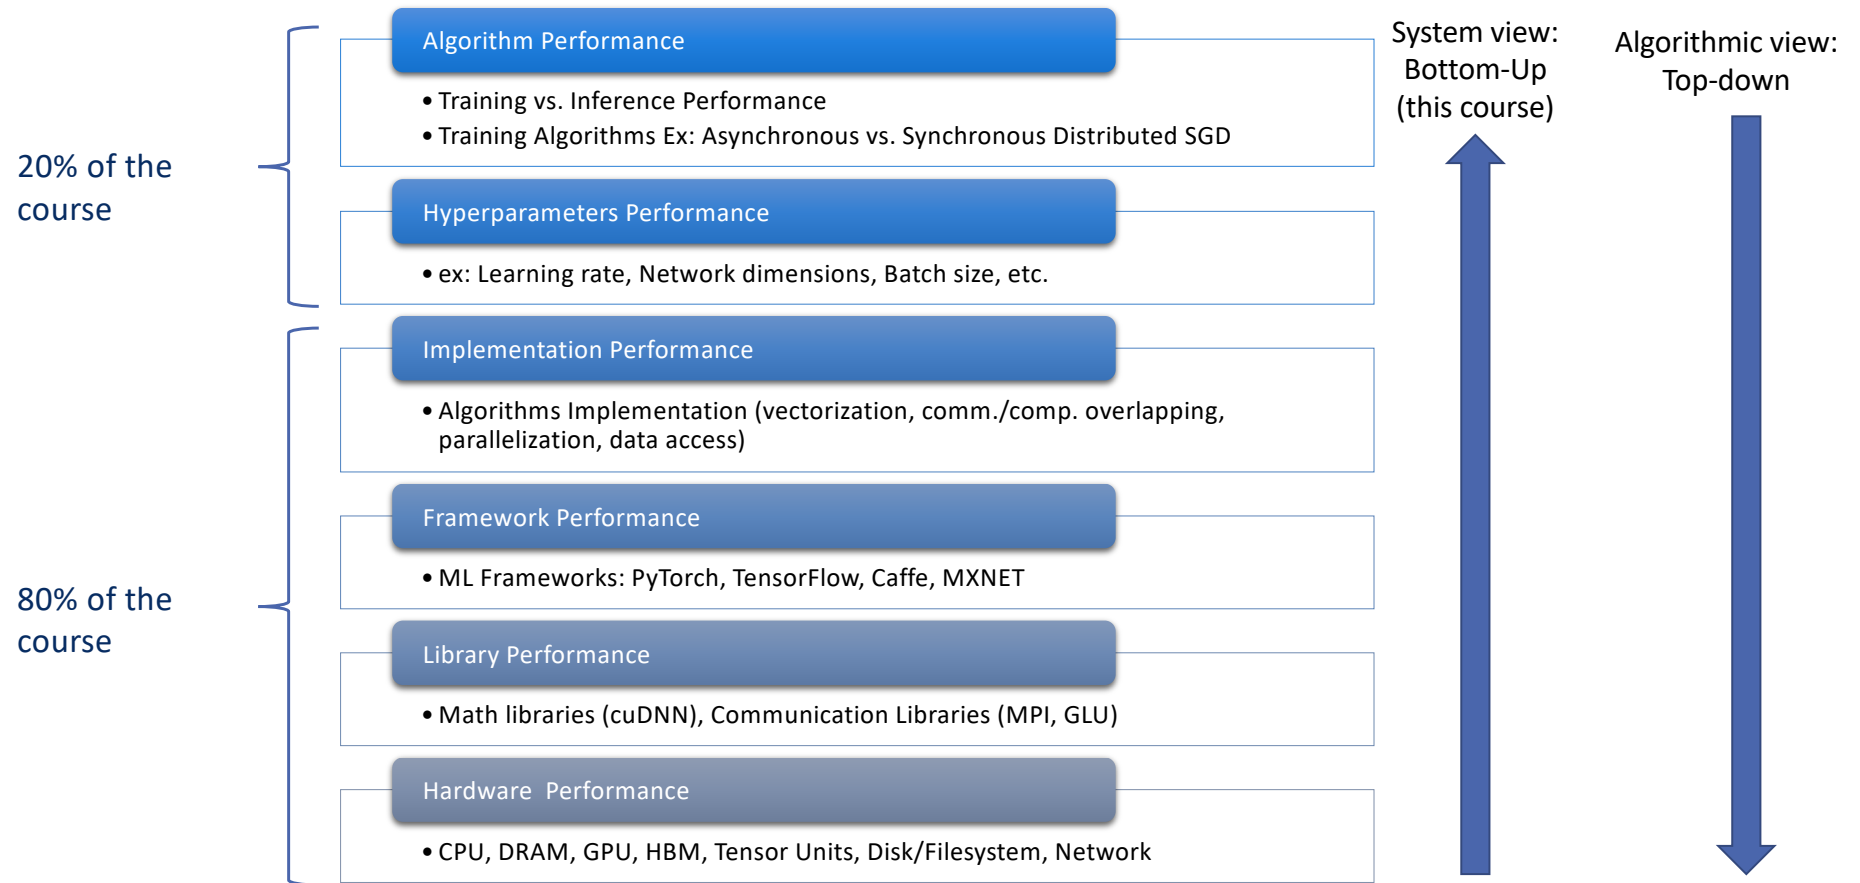 20% of the
course
80% of the
course
Algorithm Performance
• Training vs. Inference Performance
• Training Algorithms Ex: Asynchronous vs. Synchronous Distributed SGD
Hyperparameters Performance
• ex: Learning rate, Network dimensions, Batch size, etc.
Implementation Performance
• Algorithms Implementation (vectorization, comm./comp. overlapping,
parallelization, data access)
Framework Performance
• ML Frameworks: PyTorch, TensorFlow, Caffe, MXNET
Library Performance
• Math libraries (cuDNN), Communication Libraries (MPI, GLU)
Hardware  Performance
• CPU, DRAM, GPU, HBM, Tensor Units, Disk/Filesystem, Network
System view:
Bottom-Up
(this course)
Algorithmic view:
Top-down